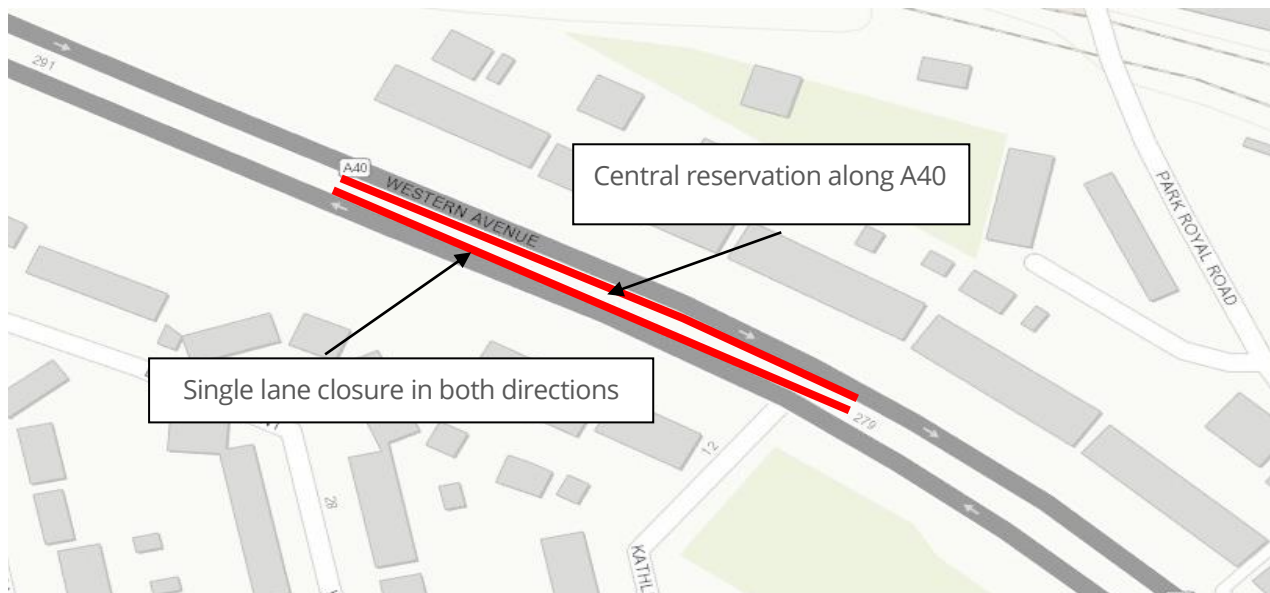 291
A40
WESTERN AVENUE
Central reservation along A40
PARK ROYAL ROAD
Single lane closure in both directions
279
12
28
KATHL